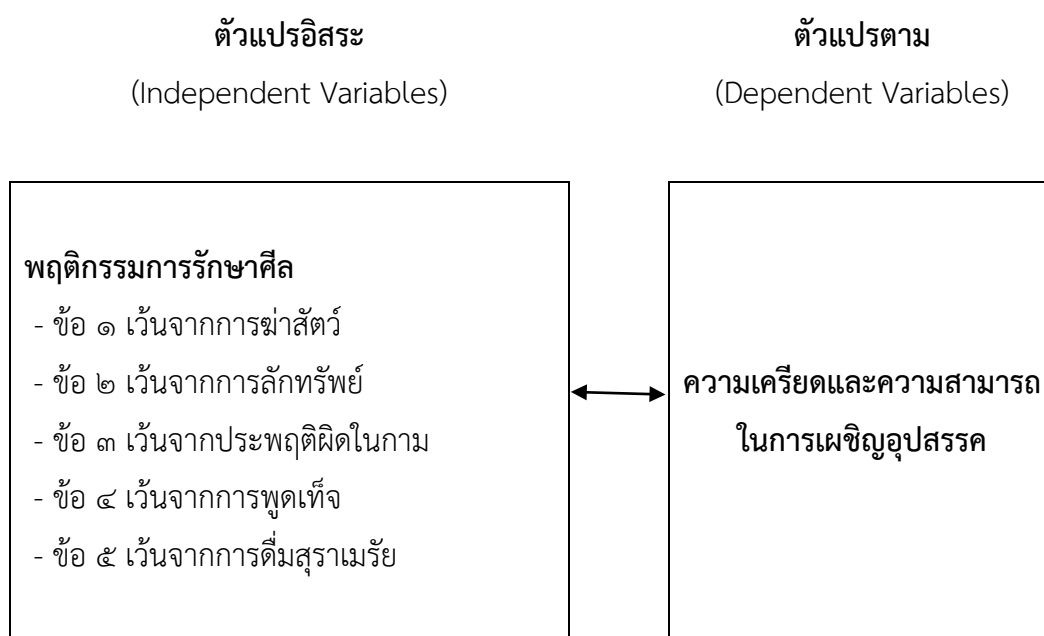 ตัวแปรอิสระ
(Independent Variables)
ตัวแปรตาม
(Dependent Variables)
พฤติกรรมการรักษาศีล
- ข้อ ๑ เว้นจากการฆ่าสัตว์
- ข้อ ๒ เว้นจากการลักทรัพย์
- ข้อ ๓ เว้นจากประพฤติผิดในกาม
- ข้อ ๔ เว้นจากการพูดเท็จ
- ข้อ ๕ เว้นจากการดื่มสุราเมรัย
ความเครียดและความสามารถ
ในการเผชิญอุปสรรค